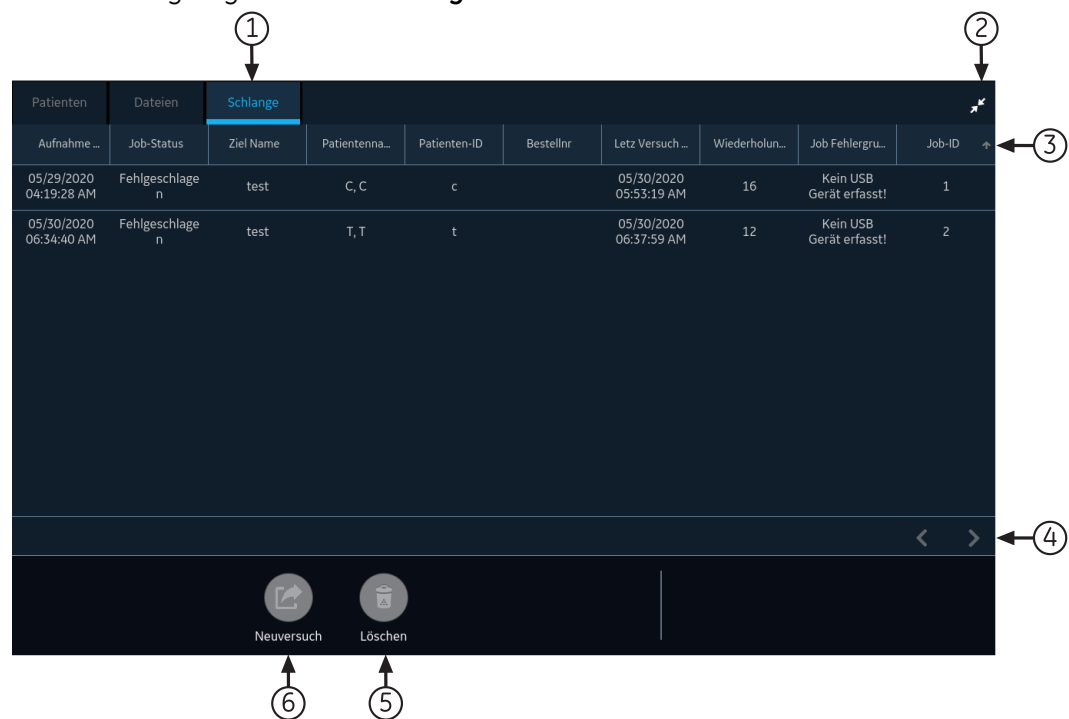 1 2
Patienten Dateien Schlange
Aufnahme ... Job-Status Ziel Name Patientenna... Patienten-ID Bestellnr Letz Versuch ... Wiederholun... Job Fehlergru... Job-ID 3
05/29/2020 Fehlgeschlage 05/30/2020 Kein USB
04:19:28 AM n test C, C c 05:53:19 AM 16 Gerät erfasst! 1
05/30/2020 Fehlgeschlage 05/30/2020 Kein USB
06:34:40 AM n test T, T t 06:37:59 AM 12 Gerät erfasst! 2
4
Neuversuch Löschen
6 5